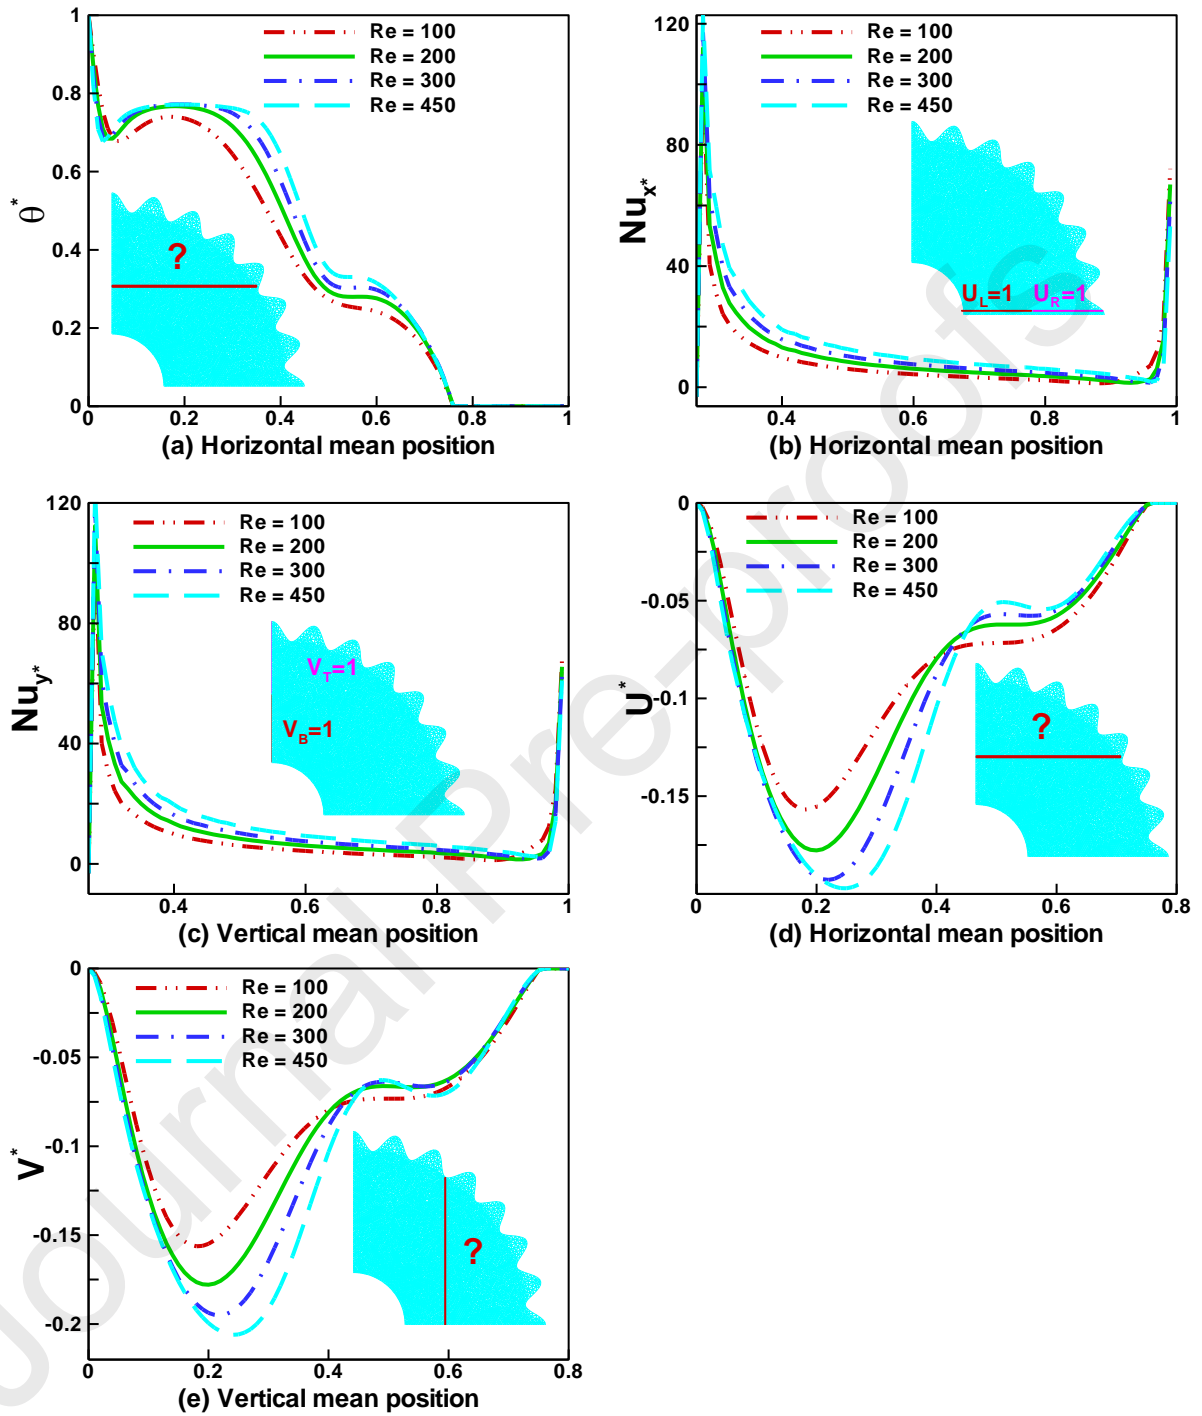 1
0.8
0.6
0.4
0.2
0
θ*
Re = 100
Re = 200
Re = 300
Re = 450
?
0 0.2 0.4 0.6 0.8 1
(a) Horizontal mean position
120
80
40
0
Nu_x*
Re = 100
Re = 200
Re = 300
Re = 450
U_L=1 U_R=1
0.4 0.6 0.8 1
(b) Horizontal mean position
120
80
40
0
Nu_y*
Re = 100
Re = 200
Re = 300
Re = 450
V_T=1
V_B=1
0.4 0.6 0.8 1
(c) Vertical mean position
0
-0.05
-0.1
-0.15
U*
Re = 100
Re = 200
Re = 300
Re = 450
?
0 0.2 0.4 0.6 0.8
(d) Horizontal mean position
0
-0.05
-0.1
-0.15
-0.2
V*
Re = 100
Re = 200
Re = 300
Re = 450
?
0 0.2 0.4 0.6 0.8
(e) Vertical mean position
Journal Pre-proofs